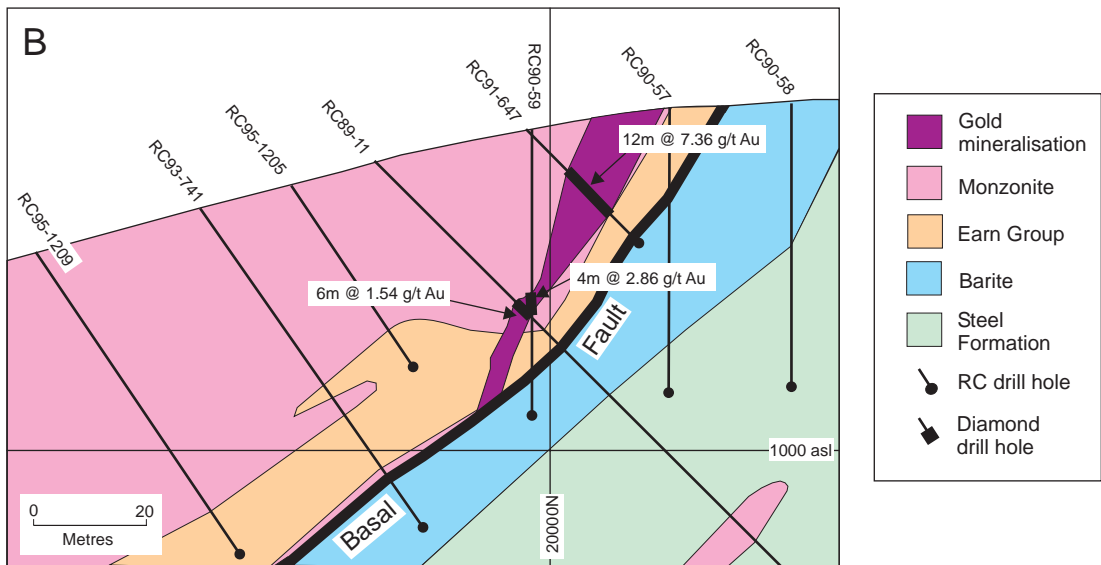 B
RC95-1209
RC93-741
RC95-1205
RC89-11
RC91-647
RC90-59
RC90-57
RC90-58
12m @ 7.36 g/t Au
4m @ 2.86 g/t Au
6m @ 1.54 g/t Au
Fault
Basal
1000 asl
20000N
0 20
Metres
Gold
mineralisation
Monzonite
Earn Group
Barite
Steel
Formation
RC drill hole
Diamond
drill hole